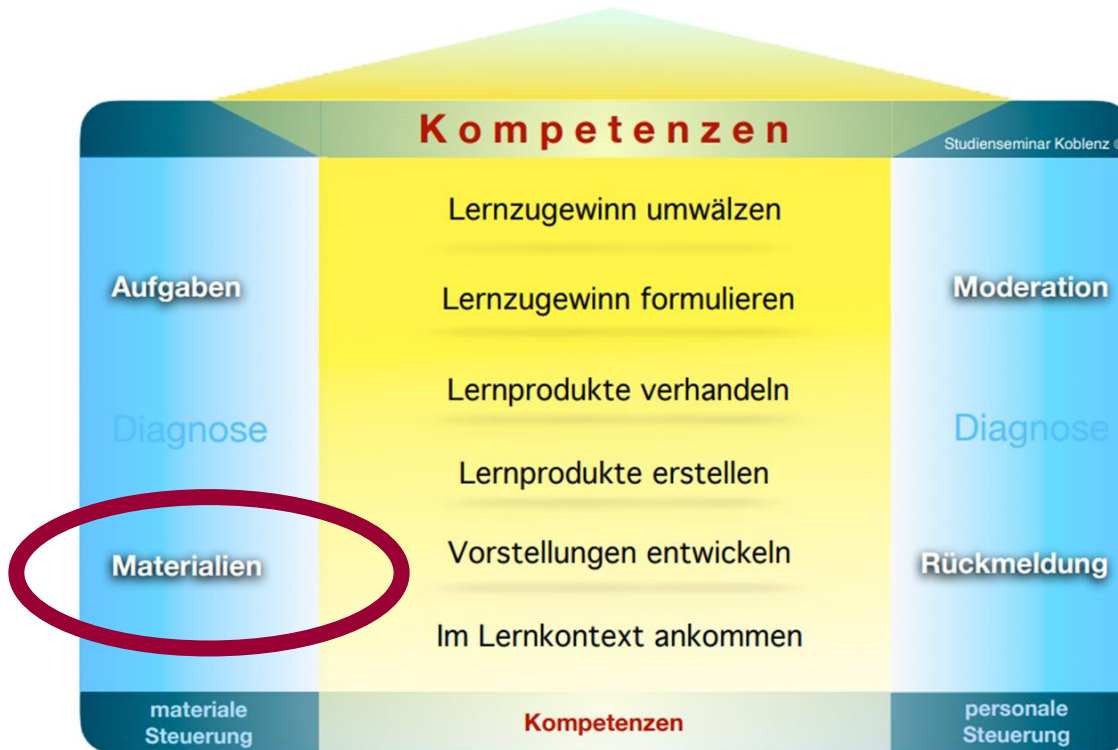 Kompetenzen
Studienseminar Koblenz ©
Lernzugewinn umwälzen
Aufgaben
Lernzugewinn formulieren
Moderation
Lernprodukte verhandeln
Diagnose
Diagnose
Lernprodukte erstellen
Materialien
Vorstellungen entwickeln
Rückmeldung
Im Lernkontext ankommen
materiale
Steuerung
Kompetenzen
personale
Steuerung